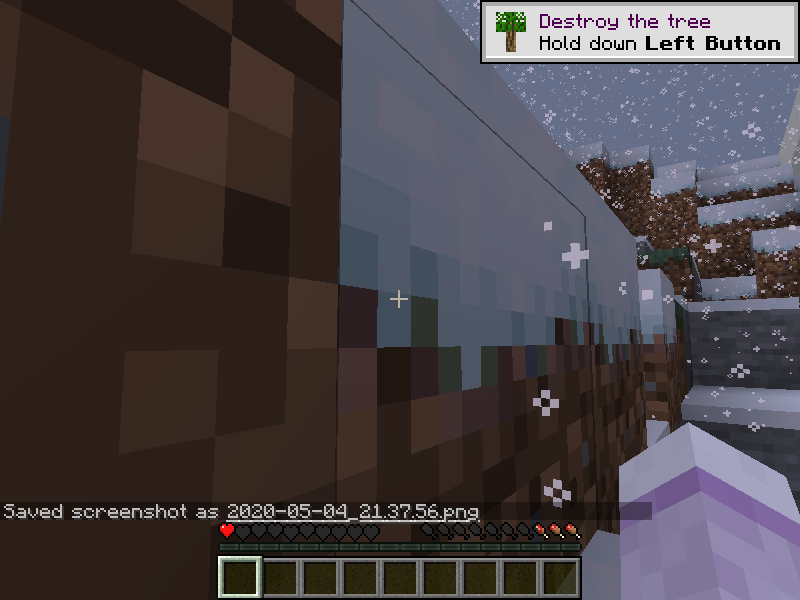 Destroy the tree
Hold down Left Button
Saved screenshot as 2020-05-04_21.37.56.png